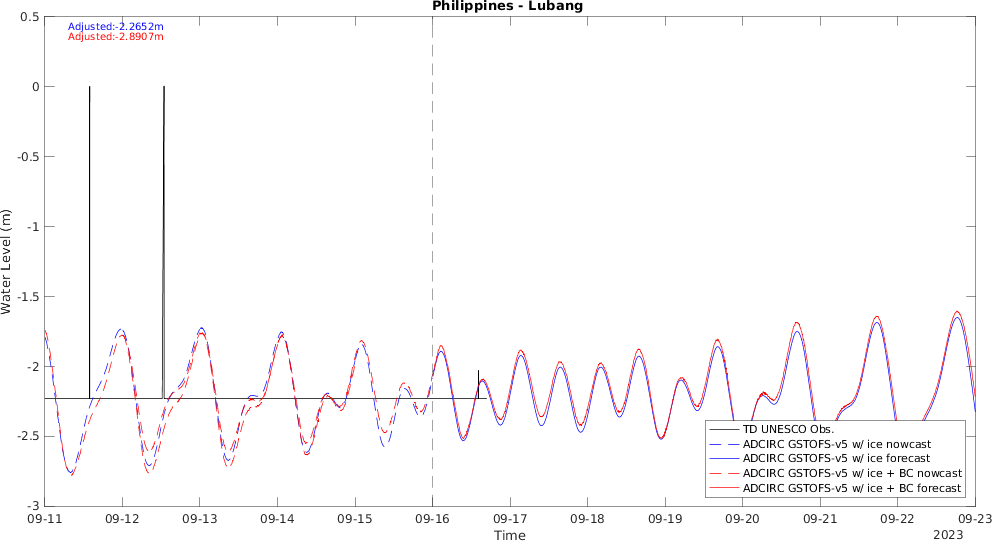 Philippines - Lubang
Adjusted:-2.2652m
Adjusted:-2.8907m
0.5
0
-0.5
-1
-1.5
-2
-2.5
-3
Water Level (m)
TD UNESCO Obs.
ADCIRC GSTOFS-v5 w/ ice nowcast
ADCIRC GSTOFS-v5 w/ ice forecast
ADCIRC GSTOFS-v5 w/ ice + BC nowcast
ADCIRC GSTOFS-v5 w/ ice + BC forecast
09-11 09-12 09-13 09-14 09-15 09-16 09-17 09-18 09-19 09-20 09-21 09-22 09-23
Time
2023